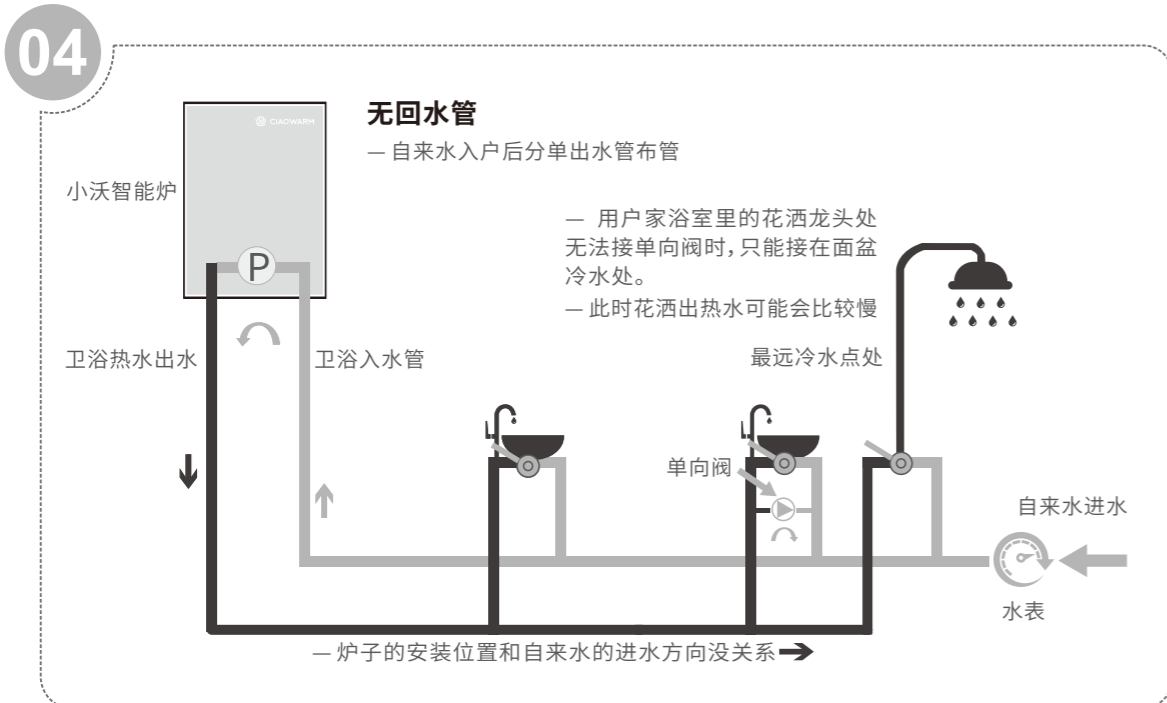 04
CIAOWARM
无回水管
— 自来水入户后分单出水管布管
小沃智能炉
— 用户家浴室里的花洒龙头处
无法接单向阀时，只能接在面盆
冷水处。
— 此时花洒出热水可能会比较慢
P
卫浴热水出水
卫浴入水管
最远冷水点处
单向阀
自来水进水
水表
— 炉子的安装位置和自来水的进水方向没关系